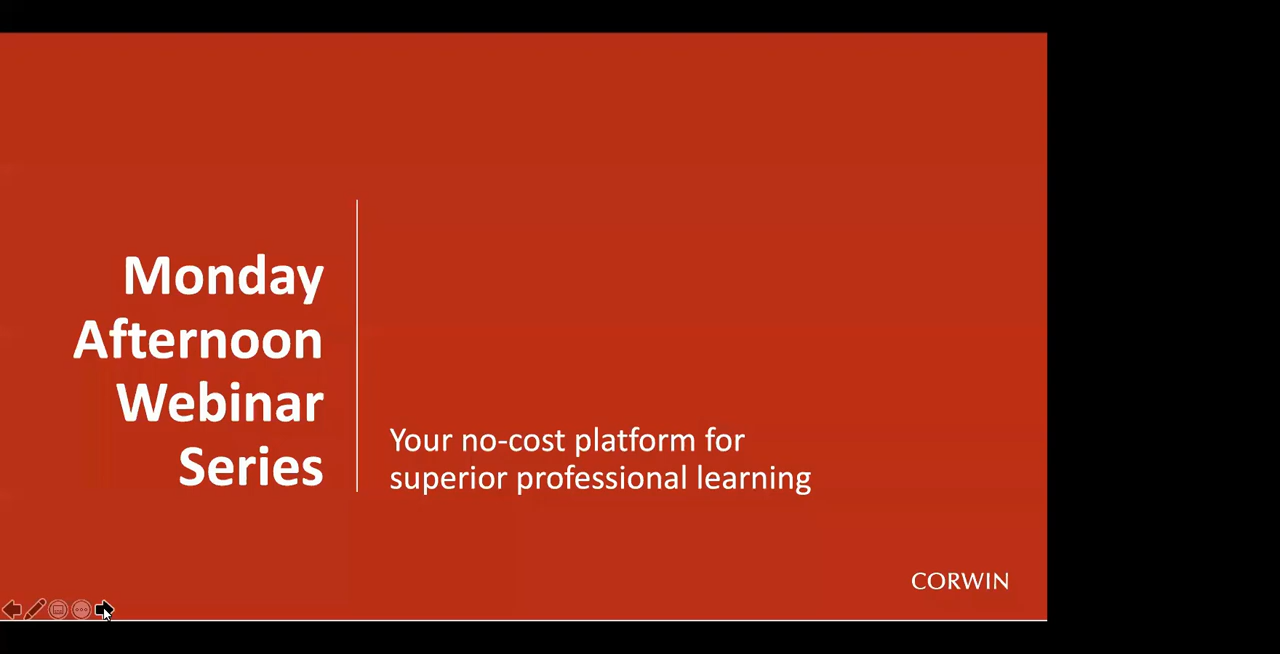 Monday
Afternoon
Webinar
Series
Your no-cost platform for
superior professional learning
CORWIN